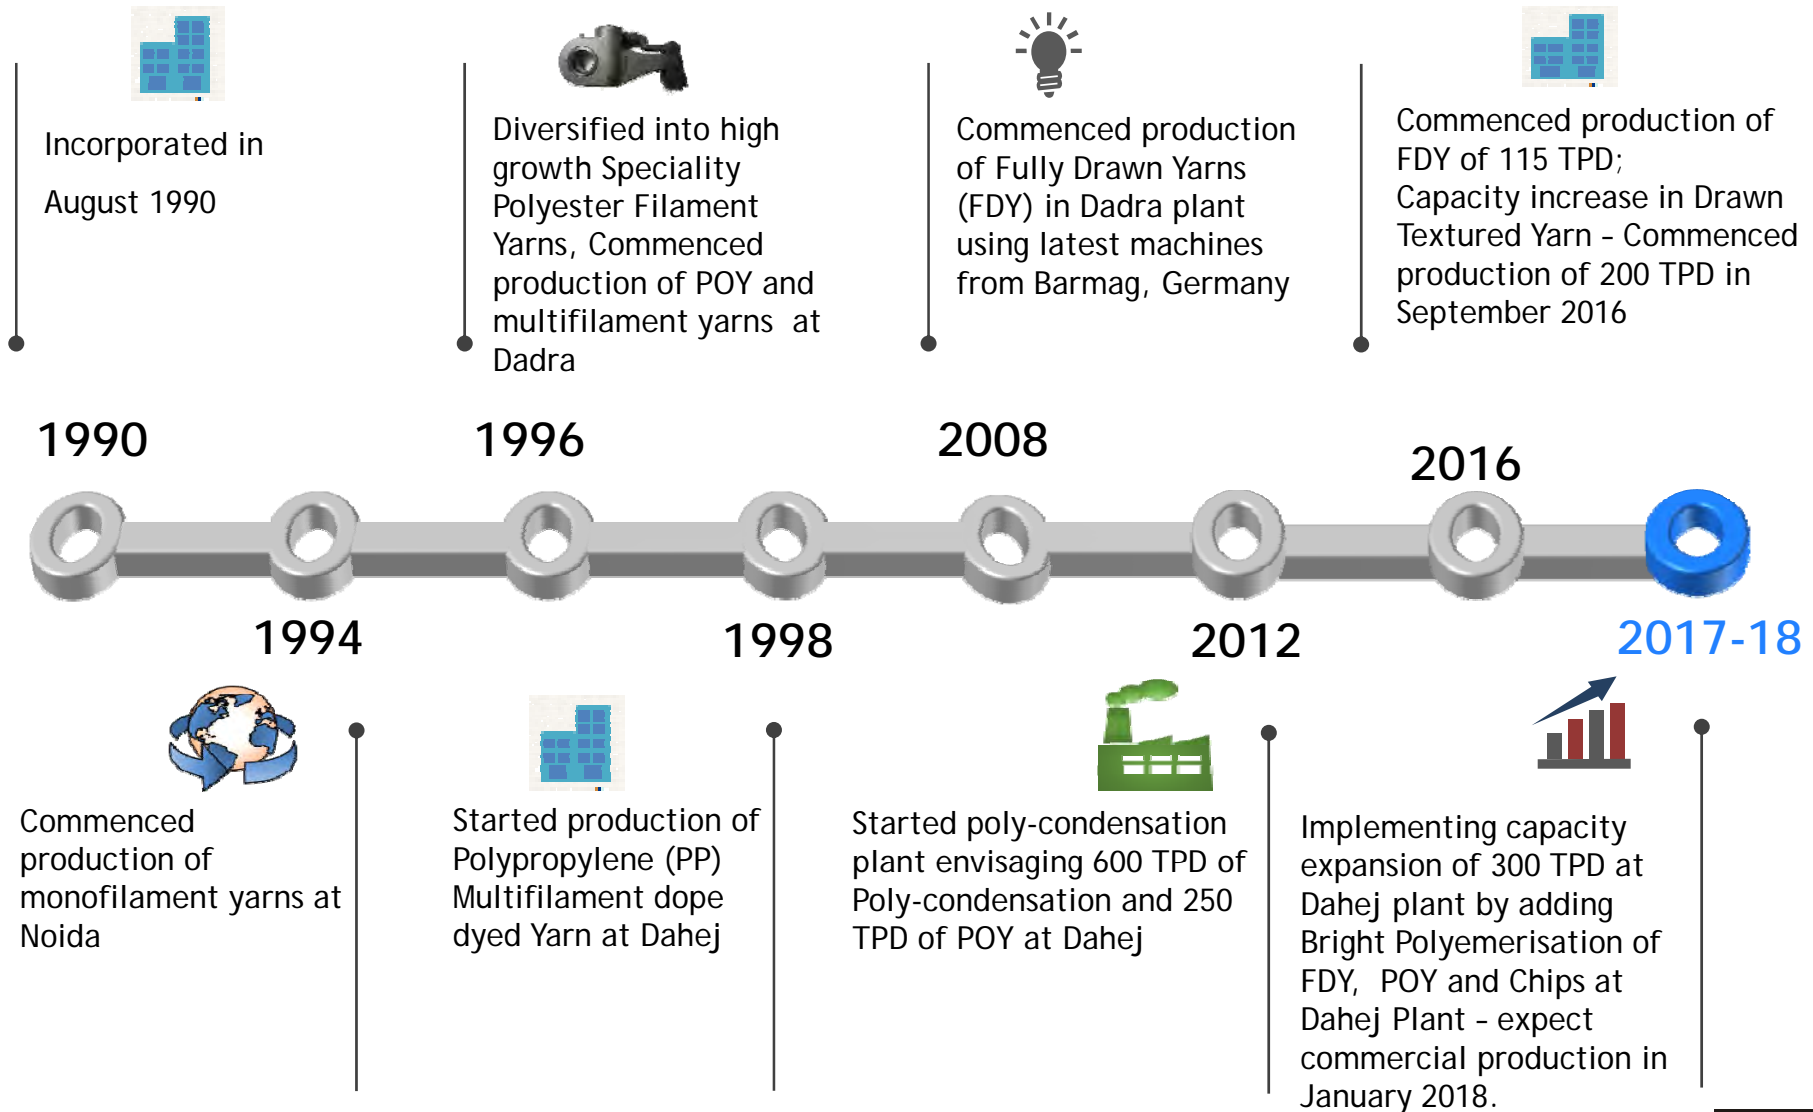 Incorporated in
August 1990
Diversified into high
growth Speciality
Polyester Filament
Yarns, Commenced
production of POY and
multifilament yarns at
Dadra
Commenced production
of Fully Drawn Yarns
(FDY) in Dadra plant
using latest machines
from Barmag, Germany
Commenced production of
FDY of 115 TPD;
Capacity increase in Drawn
Textured Yarn – Commenced
production of 200 TPD in
September 2016
1990
1996
2008
2016
1994
1998
2012
2017-18
Commenced
production of
monofilament yarns at
Noida
Started production of
Polypropylene (PP)
Multifilament dope
dyed Yarn at Dahej
Started poly-condensation
plant envisaging 600 TPD of
Poly-condensation and 250
TPD of POY at Dahej
Implementing capacity
expansion of 300 TPD at
Dahej plant by adding
Bright Polyemerisation of
FDY, POY and Chips at
Dahej Plant – expect
commercial production in
January 2018.